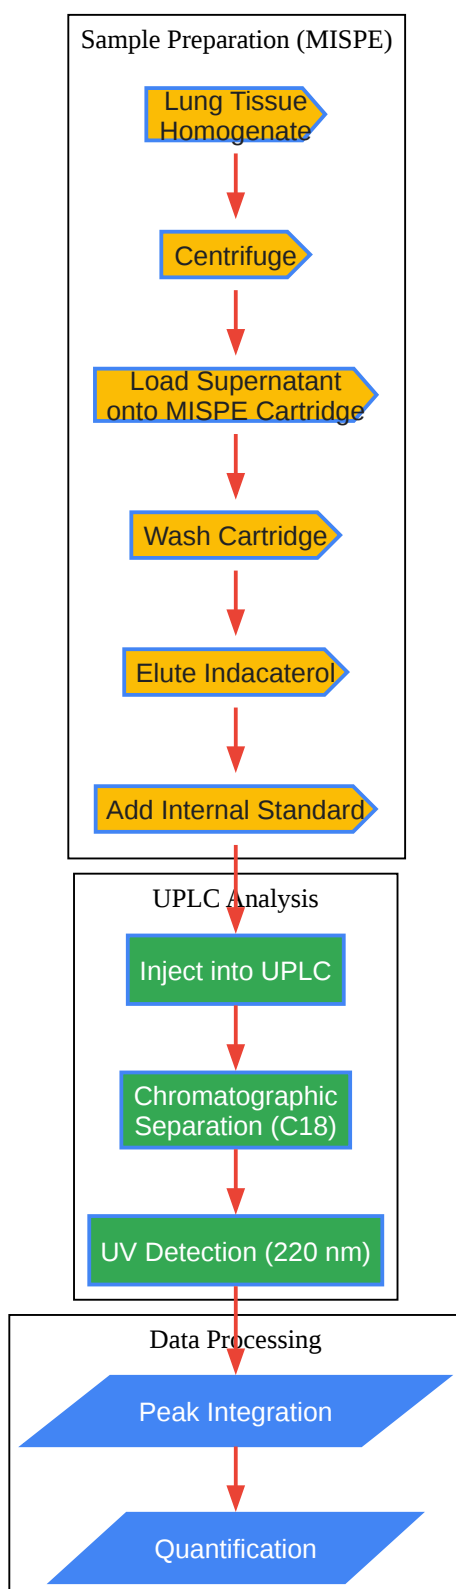 Sample Preparation (MISPE)
Lung Tissue
Homogenate
Centrifuge
Load Supernatant
onto MISPE Cartridge
Wash Cartridge
Elute Indacaterol
Add Internal Standard
UPLC Analysis
Inject into UPLC
Chromatographic
Separation (C18)
UV Detection (220 nm)
Data Processing
Peak Integration
Quantification